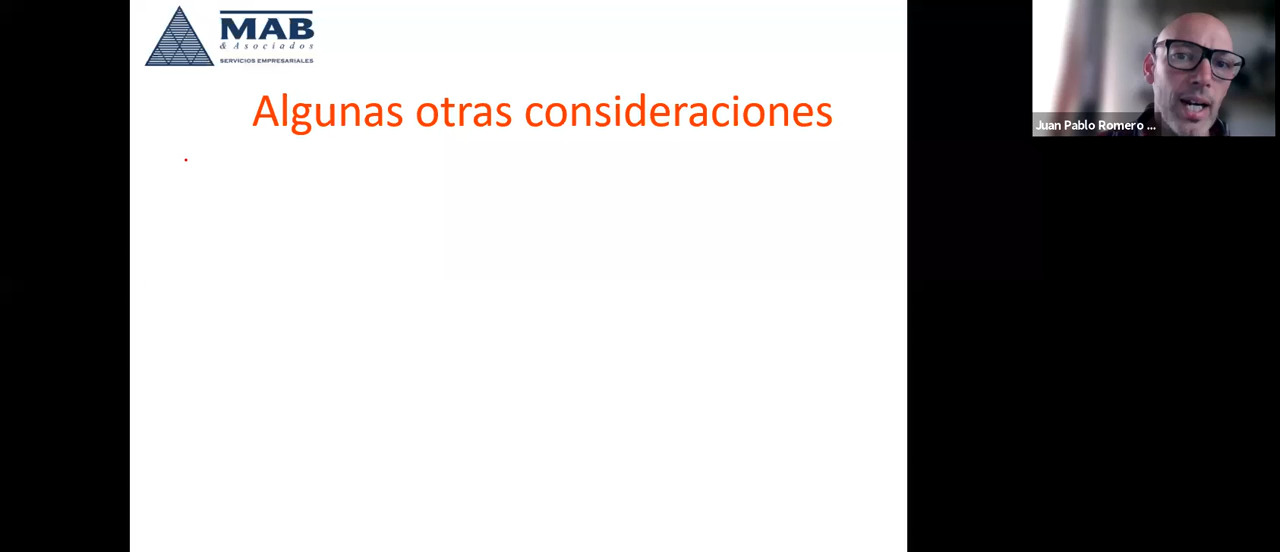 MAB
& Asociados
SERVICIOS EMPRESARIALES
Algunas otras consideraciones
Juan Pablo Romero ...